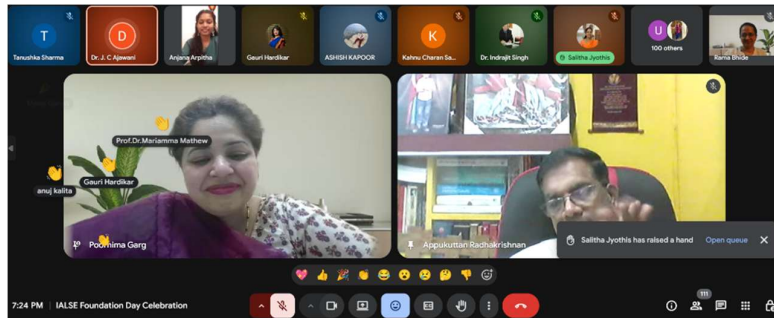 T
Tanushka Sharma
D
Dr. J. C Ajawani
Anjana Arpitha
Gauri Hardikar
ASHISH KAPOOR
K
Kahnu Charan Sa...
Dr. Indrajit Singh
Salitha Jyothis
U
100 others
Rama Bhide
Prof.Dr.Mariamma Mathew
Gauri Hardikar
anuj kalita
Poornima Garg
Appukuttan Radhakrishnan
Salitha Jyothis has raised a hand
Open queue
7:24 PM | IALSE Foundation Day Celebration
111